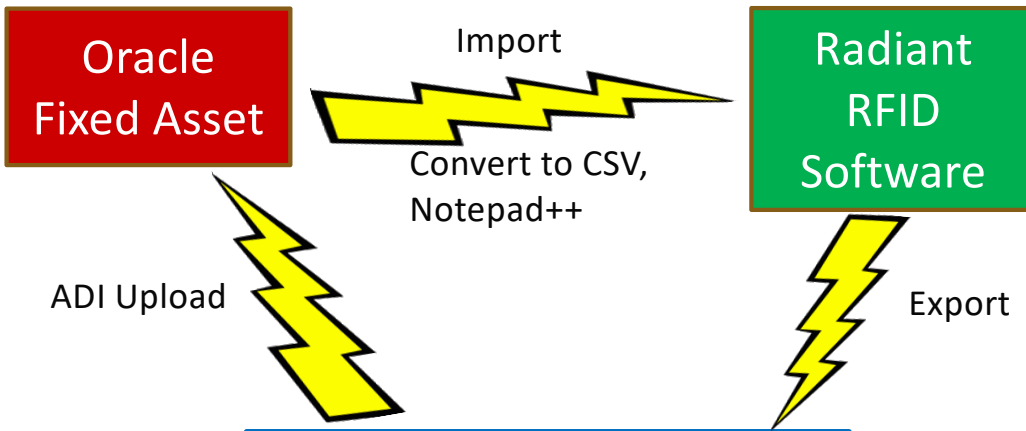 Oracle
Fixed Asset
Import
Radiant
RFID
Software
Convert to CSV,
Notepad++
ADI Upload
Export